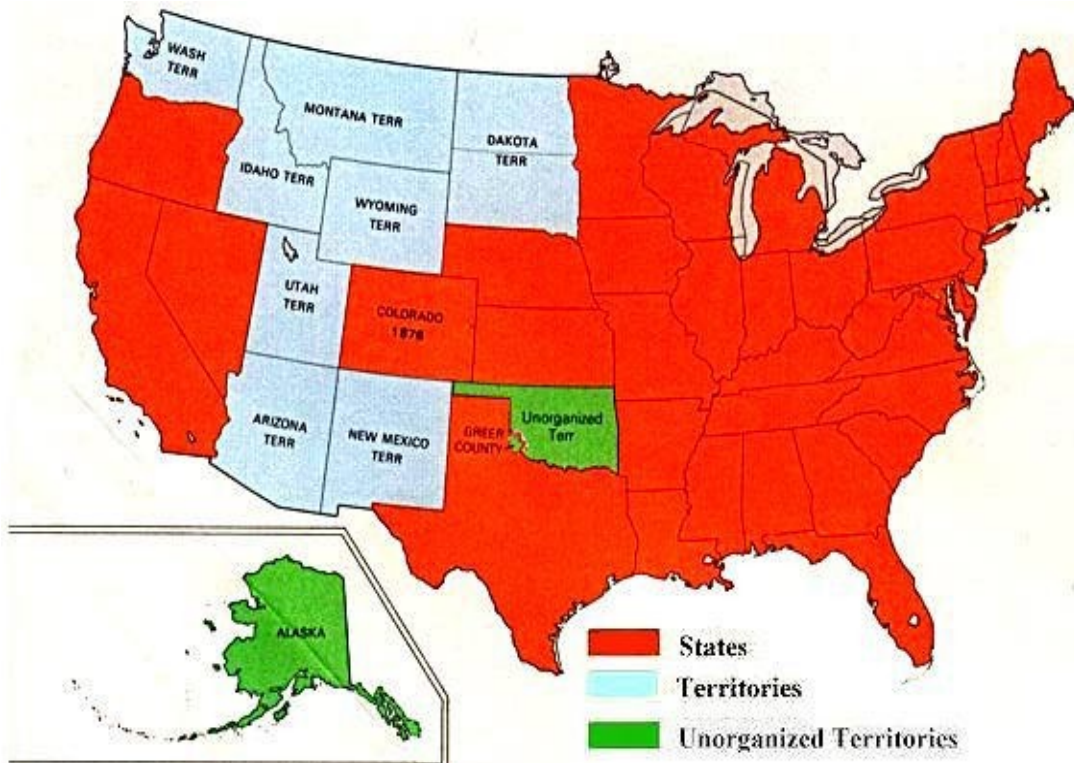 WASH
TERR
MONTANA TERR
DAKOTA
TERR
IDAHO TERR
WYOMING
TERR
UTAH
TERR
COLORADO
1876
ARIZONA
TERR
NEW MEXICO
TERR
GREER
COUNTY
Unorganized
Terr
ALASKA
States
Territories
Unorganized Territories